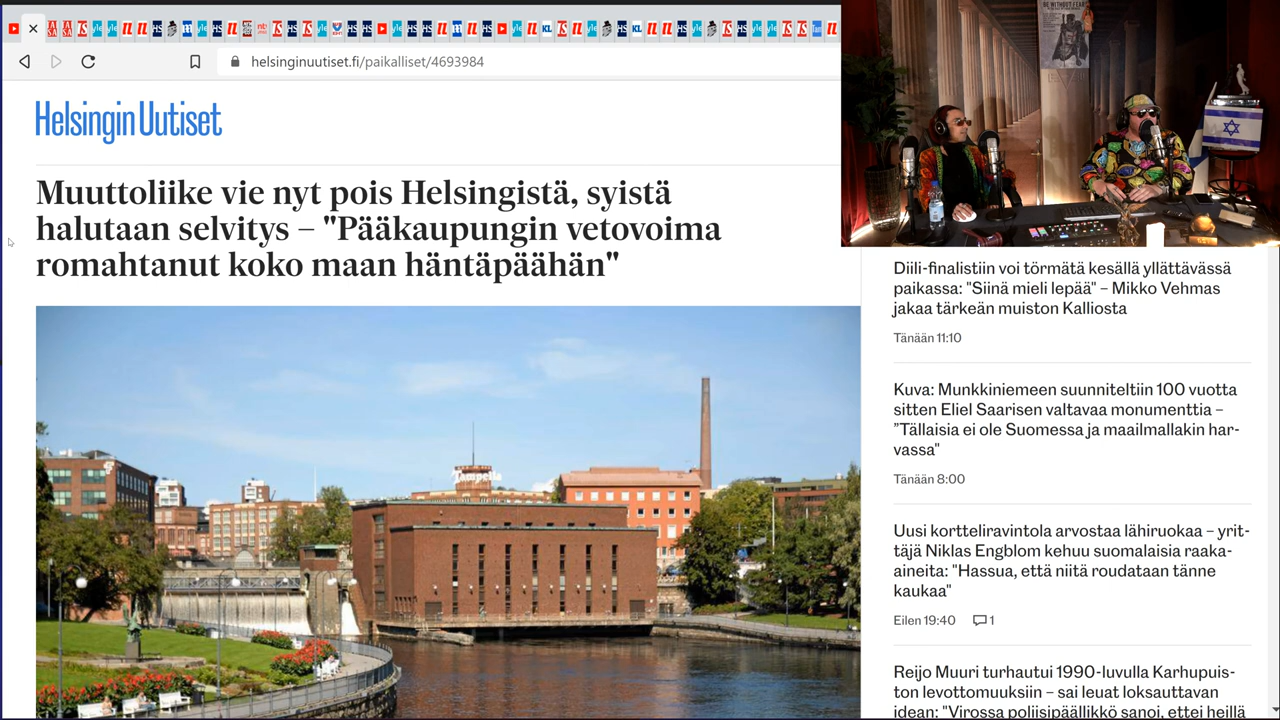 helsinginuutiset.fi/paikalliset/4693984
Helsingin Uutiset
Muuttoliike vie nyt pois Helsingistä, syistä
halutaan selvitys – "Pääkaupungin vetovoima
romahtanut koko maan häntäpäähän"
Tampella
BE WITHOUT FEAR
Diili-finalistiin voi törmätä kesällä yllättävässä
paikassa: "Siinä mieli lepää" – Mikko Vehmas
jakaa tärkeän muiston Kalliosta
Tänään 11:10
Kuva: Munkkiniemeen suunniteltiin 100 vuotta
sitten Eliel Saarisen valtavaa monumenttia –
"Tällaisia ei ole Suomessa ja maailmallakin har-
vassa"
Tänään 8:00
Uusi kortteliravintola arvostaa lähiruokaa – yrit-
täjä Niklas Engblom kehuu suomalaisia raaka-
aineita: "Hassua, että niitä roudataan tänne
kaukaa"
Eilen 19:40 1
Reijo Muuri turhautui 1990-luvulla Karhupuis-
ton levottomuuksiin – sai leuat loksauttavan
idean: "Virossa poliisipäällikkö sanoi, ettei heillä